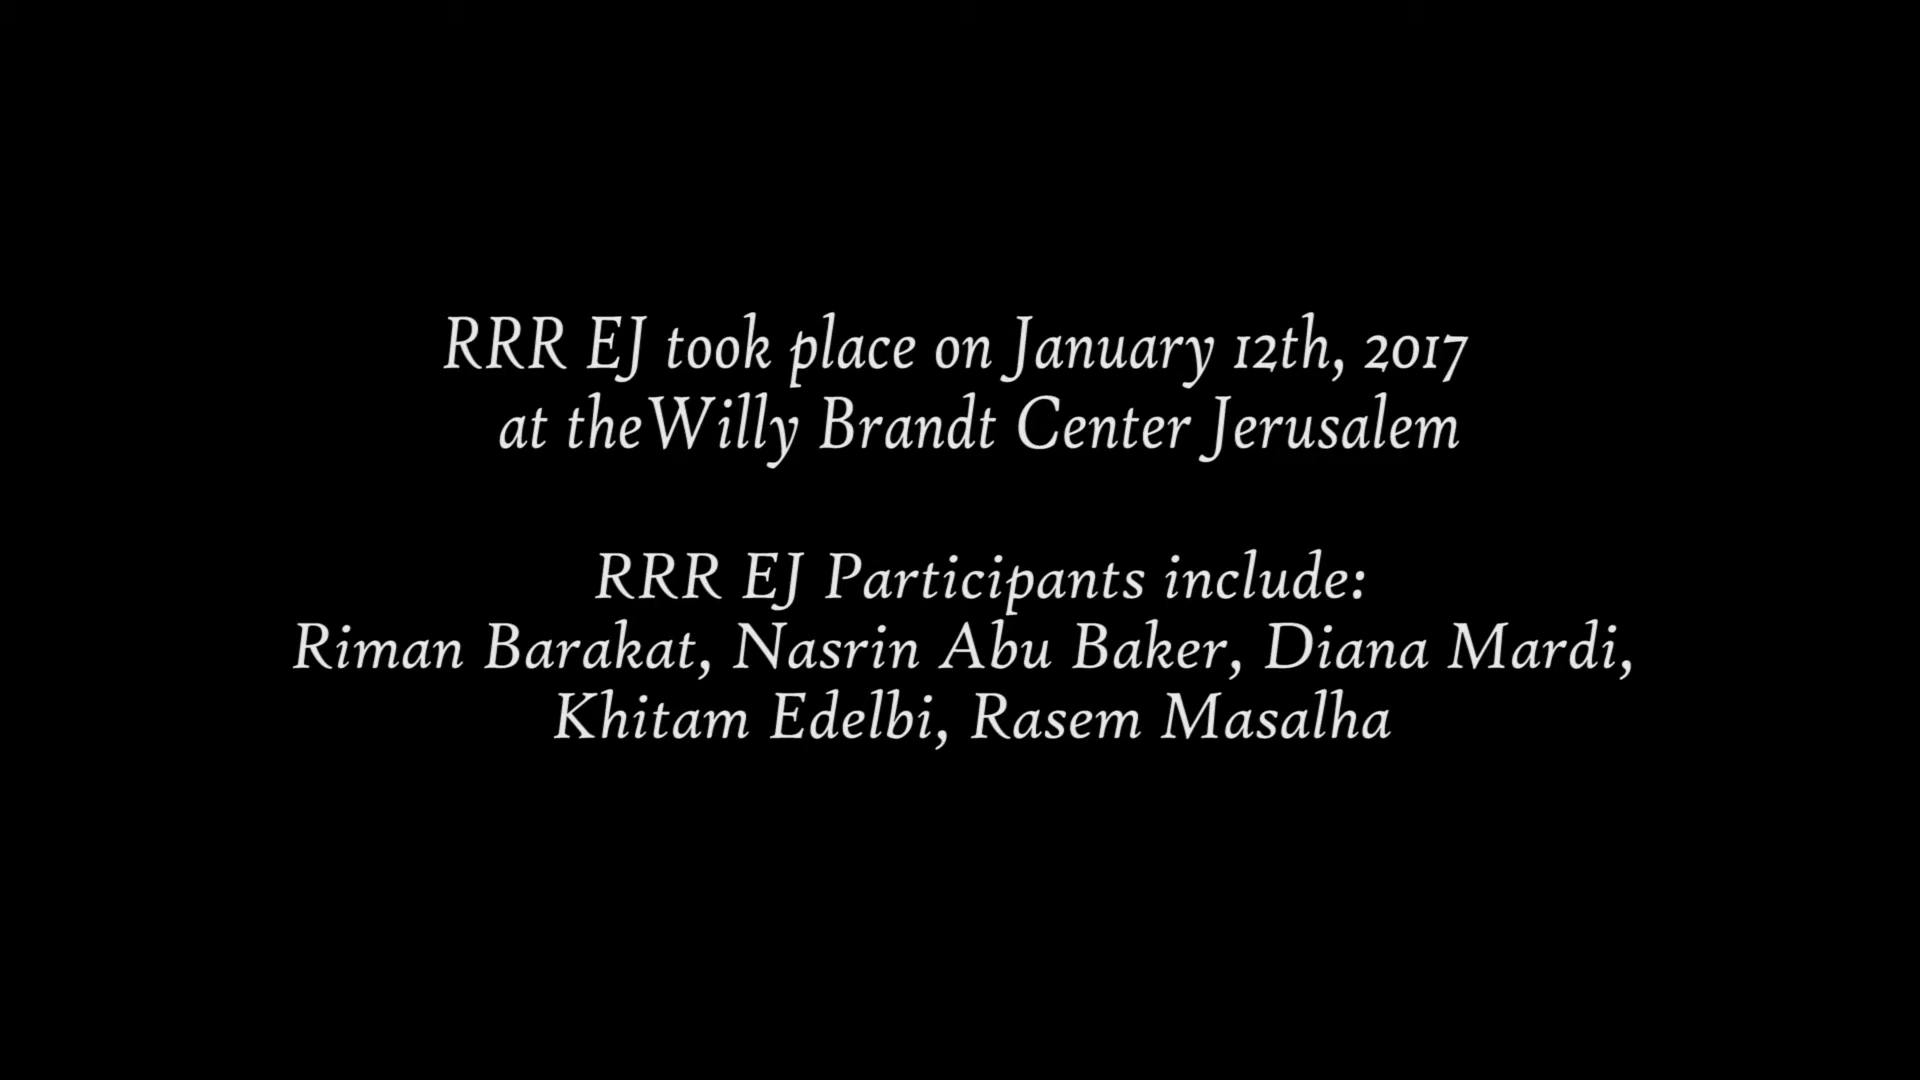 RRR EJ took place on January 12th, 2017
at theWilly Brandt Center Jerusalem
RRR EJ Participants include:
Riman Barakat, Nasrin Abu Baker, Diana Mardi,
Khitam Edelbi, Rasem Masalha